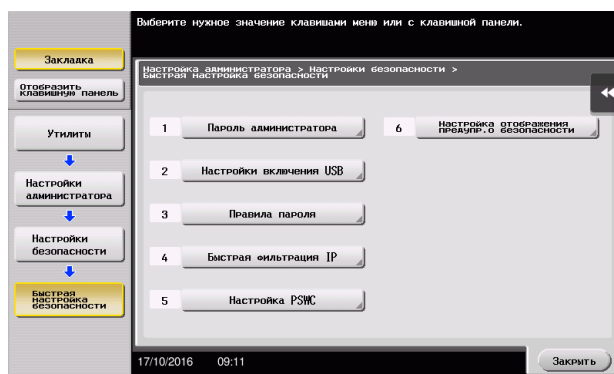 Выберите нужное значение клавишами меню или с клавишной панели.
Закладка
Отобразить
клавишную панель
Утилиты
Настройки
администратора
Настройки
безопасности
Быстрая
настройка
безопасности
Настройка администратора > Настройки безопасности >
Быстрая настройка безопасности
1 Пароль администратора
2 Настройки включения USB
3 Правила пароля
4 Быстрая фильтрация IP
5 Настройка PSWC
6 Настройка отображения
предупр.о безопасности
17/10/2016 09:11
Закрыть